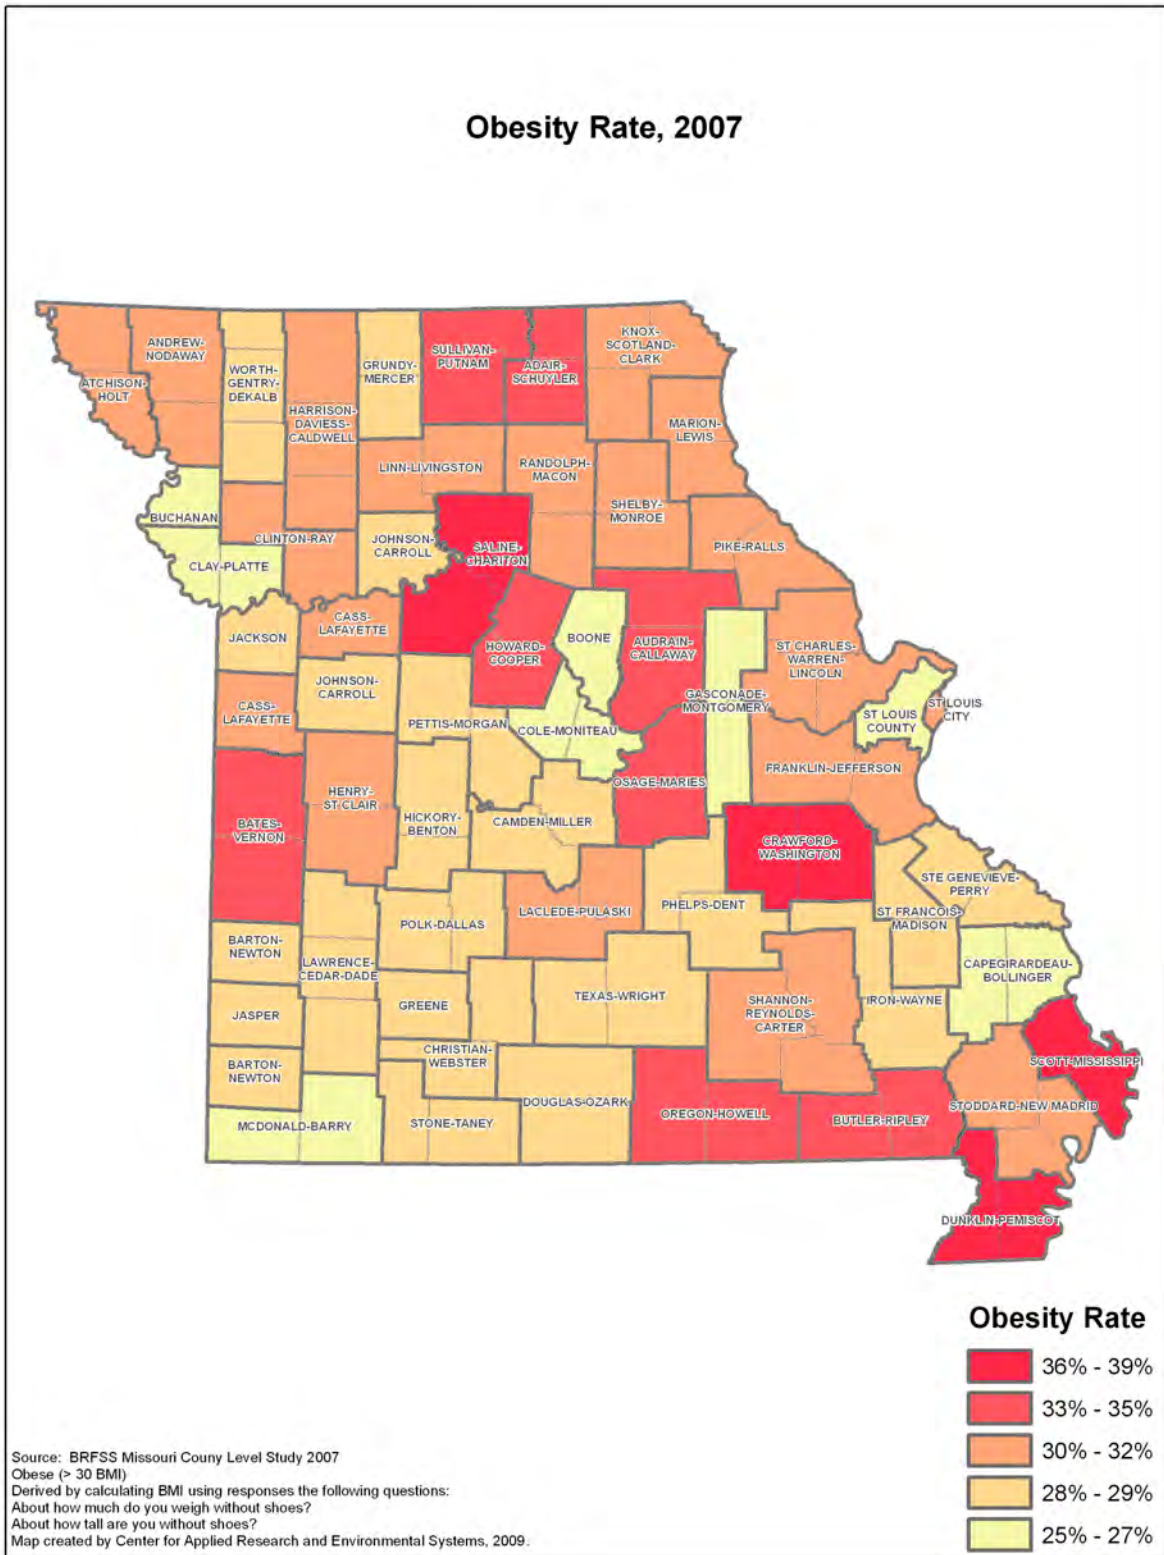 Obesity Rate, 2007
KNOX-
SCOTLAND-
CLARK
ANDREW-
NODAWAY
SULLIVAN-
PUTNAM
ADAIR-
SCHUYLER
GRUNDY-
MERCER
WORTH-
GENTRY-
DEKALB
ATCHISON-
HOLT
HARRISON-
DAVIESS-
CALDWELL
MARION-
LEWIS
LINN-LIVINGSTON
RANDOLPH-
MACON
SHELBY-
MONROE
BUCHANAN
CLINTON-RAY
JOHNSON-
CARROLL
SALINE-
CHARITON
PIKE-RALLS
CLAY-PLATTE
CASS-
LAFAYETTE
JACKSON
HOWARD-
COOPER
BOONE
AUDRAIN-
CALLAWAY
ST CHARLES-
WARREN-
LINCOLN
JOHNSON-
CARROLL
GASCONADE-
MONTGOMERY
CASS-
LAFAYETTE
PETTIS-MORGAN
COLE-MONITEAU
ST LOUIS
COUNTY
ST LOUIS
CITY
FRANKLIN-JEFFERSON
OSAGE-MARIES
HENRY-
ST CLAIR
BATES-
VERNON
HICKORY-
BENTON
CAMDEN-MILLER
CRAWFORD-
WASHINGTON
STE GENEVIEVE-
PERRY
PHELPS-DENT
LACLEDE-PULASKI
ST FRANCOIS-
MADISON
POLK-DALLAS
BARTON-
NEWTON
LAWRENCE-
CEDAR-DADE
CAPEGIRARDEAU-
BOLLINGER
TEXAS-WRIGHT
SHANNON-
REYNOLDS-
CARTER
IRON-WAYNE
GREENE
JASPER
CHRISTIAN-
WEBSTER
BARTON-
NEWTON
SCOTT-MISSISSIPPI
DOUGLAS-OZARK
OREGON-HOWELL
BUTLER-RIPLEY
STODDARD-NEW MADRID
MCDONALD-BARRY
STONE-TANEY
DUNKLIN-PEMISCOT
Obesity Rate
36% - 39%
33% - 35%
30% - 32%
28% - 29%
25% - 27%
Source: BRFSS Missouri Couny Level Study 2007
Obese (> 30 BMI)
Derived by calculating BMI using responses the following questions:
About how much do you weigh without shoes?
About how tall are you without shoes?
Map created by Center for Applied Research and Environmental Systems, 2009.